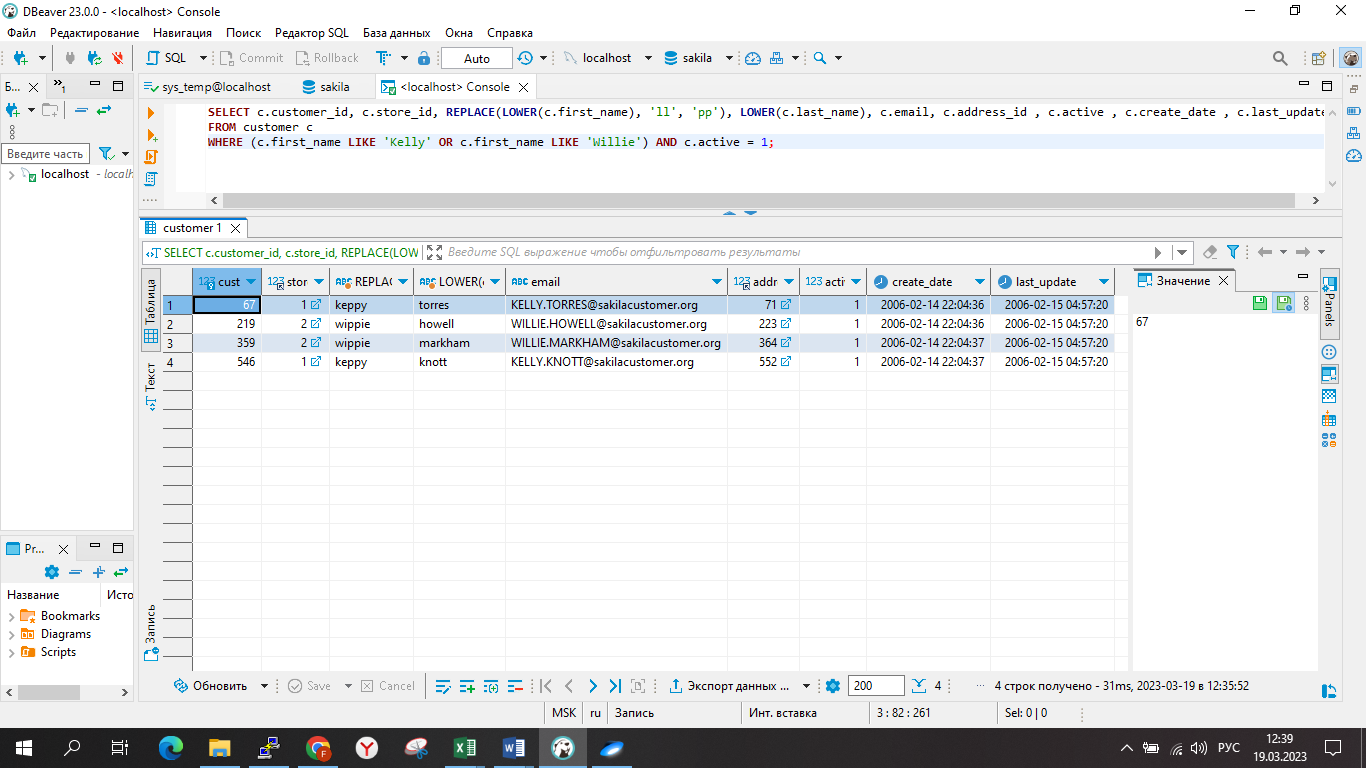 DBeaver 23.0.0 - <localhost> Console
Файл Редактирование Навигация Поиск Редактор SQL База данных Окна Справка
SQL Commit Rollback Auto localhost sakila
Б... »1 sys_temp@localhost sakila <localhost> Console
SELECT c.customer_id, c.store_id, REPLACE(LOWER(c.first_name), 'll', 'pp'), LOWER(c.last_name), c.email, c.address_id , c.active , c.create_date , c.last_update
FROM customer c
WHERE (c.first_name LIKE 'Kelly' OR c.first_name LIKE 'Willie') AND c.active = 1;
Введите часть
localhost - localh
customer 1
SELECT c.customer_id, c.store_id, REPLACE(LOW Введите SQL выражение чтобы отфильтровать результаты
Таблица
Текст
Запись
123 cust 123 stor ABC REPLAC ABC LOWER( ABC email 123 addr 123 acti create_date last_update
1 67 1 keppy torres KELLY.TORRES@sakilacustomer.org 71 1 2006-02-14 22:04:36 2006-02-15 04:57:20
2 219 2 wippie howell WILLIE.HOWELL@sakilacustomer.org 223 1 2006-02-14 22:04:36 2006-02-15 04:57:20
3 359 2 wippie markham WILLIE.MARKHAM@sakilacustomer.org 364 1 2006-02-14 22:04:37 2006-02-15 04:57:20
4 546 1 keppy knott KELLY.KNOTT@sakilacustomer.org 552 1 2006-02-14 22:04:37 2006-02-15 04:57:20
Значение
67
Panels
Pr...
Название Исто
Bookmarks
Diagrams
Scripts
Обновить Save Cancel Экспорт данных ... 200 4 ... 4 строк получено - 31ms, 2023-03-19 в 12:35:52
MSK ru Запись Инт. вставка 3 : 82 : 261 Sel: 0 | 0
РУС
12:39
19.03.2023